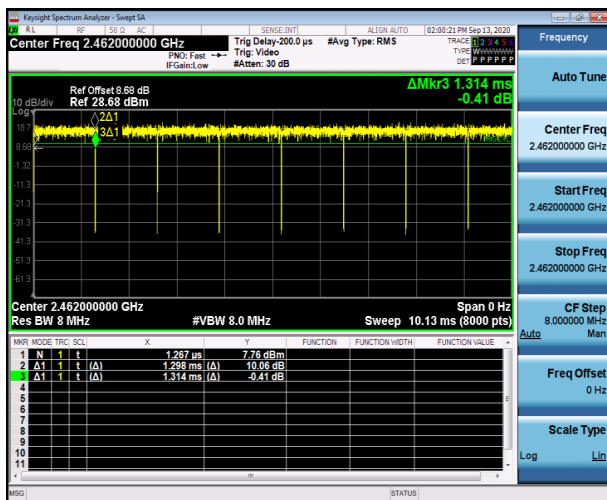 Keysight Spectrum Analyzer - Swept SA
RL RF 50 Ω AC SENSE:INT ALIGN AUTO 02:00:21 PM Sep 13, 2020
Center Freq 2.462000000 GHz
PNO: Fast
IFGain:Low
Trig Delay-200.0 µs
Trig: Video
#Atten: 30 dB
#Avg Type: RMS
TRACE 1 2 3 4 5 6
TYPE WWWWWW
DET P P P P P P
Frequency
Auto Tune
Center Freq
2.462000000 GHz
Start Freq
2.462000000 GHz
Stop Freq
2.462000000 GHz
CF Step
8.000000 MHz
Auto Man
Freq Offset
0 Hz
Scale Type
Log Lin
ΔMkr3 1.314 ms
-0.41 dB
Ref Offset 8.68 dB
10 dB/div Ref 28.68 dBm
Log
2Δ1
3Δ1
18.7
8.68
-1.32
-11.3
-21.3
-31.3
-41.3
-51.3
-61.3
Center 2.462000000 GHz Span 0 Hz
Res BW 8 MHz #VBW 8.0 MHz Sweep 10.13 ms (8000 pts)
MKR MODE TRC SCL X Y FUNCTION FUNCTION WIDTH FUNCTION VALUE
1 N 1 t 1.267 µs 7.76 dBm
2 Δ1 1 t (Δ) 1.298 ms (Δ) 10.06 dB
3 Δ1 1 t (Δ) 1.314 ms (Δ) -0.41 dB
4
5
6
7
8
9
10
11
MSG STATUS